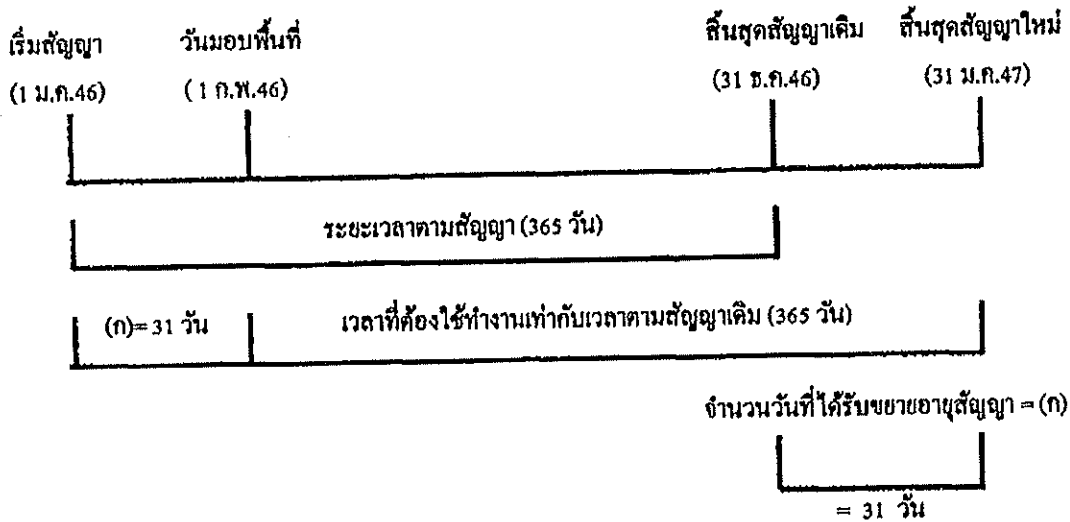 เริ่มสัญญา วันมอบพื้นที่ สิ้นสุดสัญญาเดิม สิ้นสุดสัญญาใหม่
(1 ม.ค.46) (1 ก.พ.46) (31 ธ.ค.46) (31 ม.ค.47)
ระยะเวลาตามสัญญา (365 วัน)
(ก)= 31 วัน เวลาที่ต้องใช้ทำงานเท่ากับเวลาตามสัญญาเดิม (365 วัน)
จำนวนวันที่ได้รับขยายอายุสัญญา = (ก)
= 31 วัน